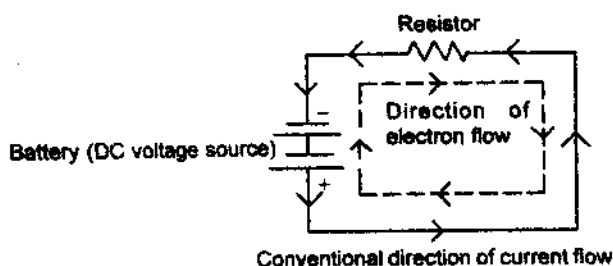 Resistor
−
Direction of
electron flow
Battery (DC voltage source)
+
Conventional direction of current flow